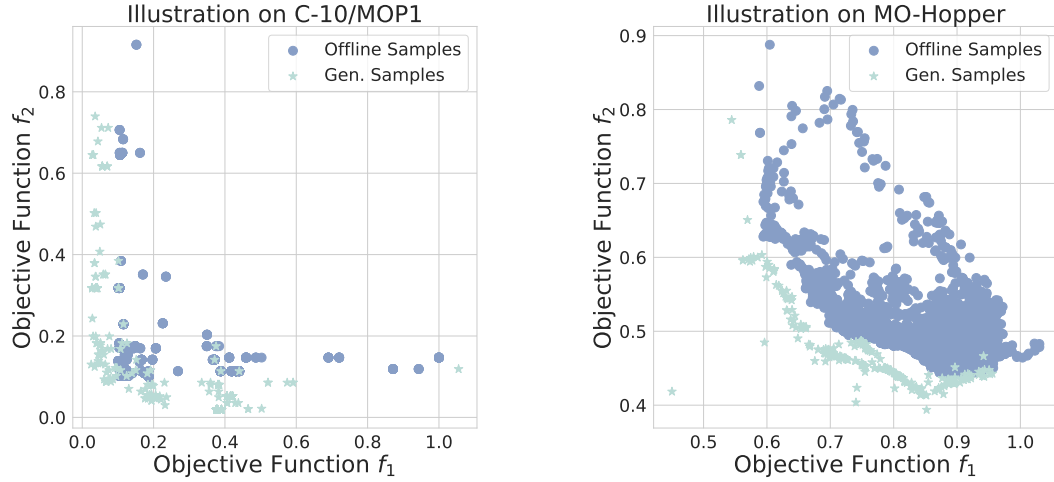 Illustration on C-10/MOP1
Offline Samples
Gen. Samples
Objective Function f₂
0.8
0.6
0.4
0.2
0.0
0.0 0.2 0.4 0.6 0.8 1.0
Objective Function f₁
Illustration on MO-Hopper
Offline Samples
Gen. Samples
Objective Function f₂
0.9
0.8
0.7
0.6
0.5
0.4
0.5 0.6 0.7 0.8 0.9 1.0
Objective Function f₁